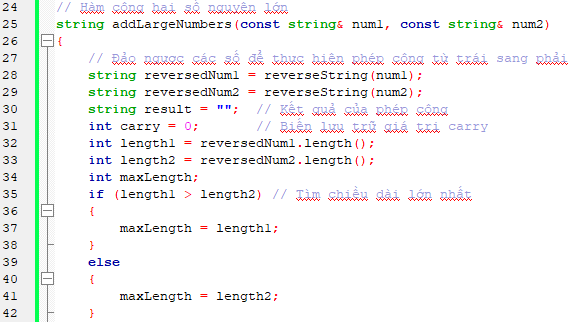 24 // Hàm cộng hai số nguyên lớn
25 string addLargeNumbers(const string& num1, const string& num2)
26 {
27 // Đảo ngược các số để thực hiện phép cộng từ trái sang phải
28 string reversedNum1 = reverseString(num1);
29 string reversedNum2 = reverseString(num2);
30 string result = ""; // Kết quả của phép cộng
31 int carry = 0; // Biến lưu trữ giá trị carry
32 int length1 = reversedNum1.length();
33 int length2 = reversedNum2.length();
34 int maxLength;
35 if (length1 > length2) // Tìm chiều dài lớn nhất
36 {
37 maxLength = length1;
38 }
39 else
40 {
41 maxLength = length2;
42 }